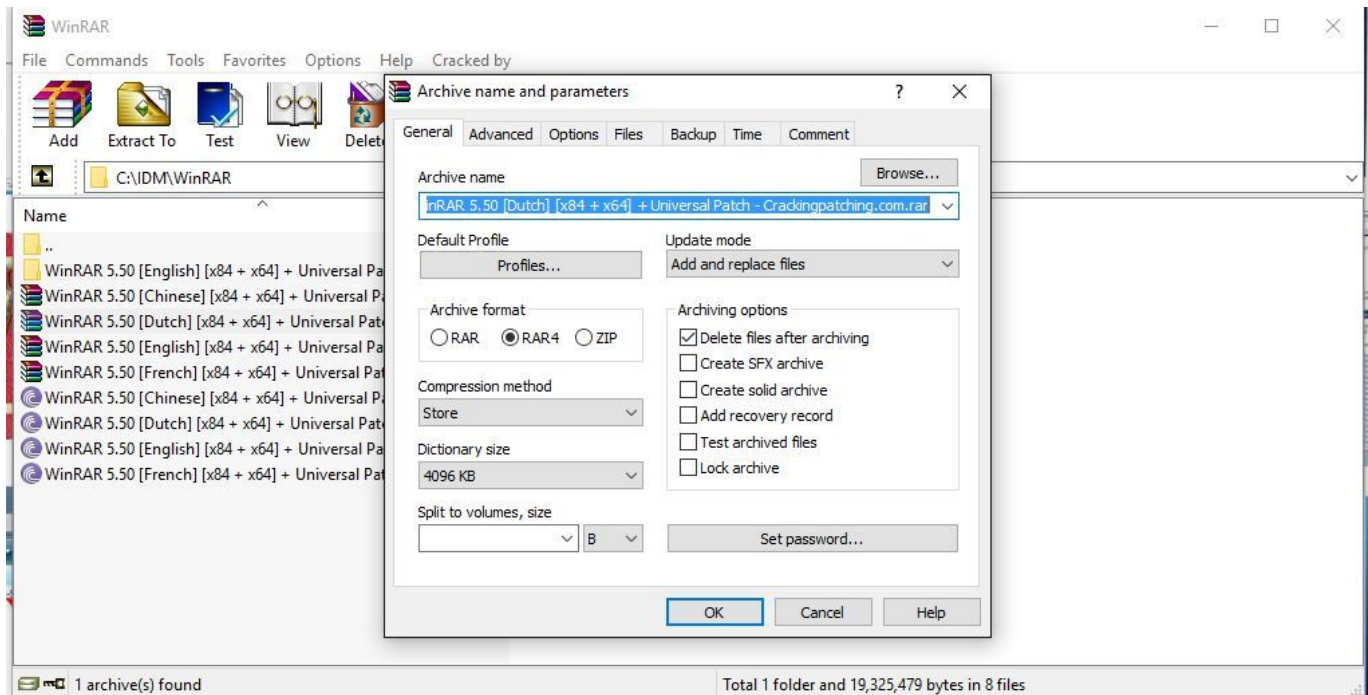 WinRAR
File Commands Tools Favorites Options Help Cracked by
Add Extract To Test View Delet
C:\IDM\WinRAR
Name
..
WinRAR 5.50 [English] [x84 + x64] + Universal Pa
WinRAR 5.50 [Chinese] [x84 + x64] + Universal Pa
WinRAR 5.50 [Dutch] [x84 + x64] + Universal Pat
WinRAR 5.50 [English] [x84 + x64] + Universal Pa
WinRAR 5.50 [French] [x84 + x64] + Universal Pat
WinRAR 5.50 [Chinese] [x84 + x64] + Universal Pa
WinRAR 5.50 [Dutch] [x84 + x64] + Universal Pat
WinRAR 5.50 [English] [x84 + x64] + Universal Pa
WinRAR 5.50 [French] [x84 + x64] + Universal Pat
Archive name and parameters ?
General Advanced Options Files Backup Time Comment
Archive name Browse...
nRAR 5.50 [Dutch] [x84 + x64] + Universal Patch - Crackingpatching.com.rar
Default Profile Update mode
Profiles... Add and replace files
Archive format Archiving options
RAR RAR4 ZIP Delete files after archiving
Create SFX archive
Compression method Create solid archive
Store Add recovery record
Test archived files
Dictionary size Lock archive
4096 KB
Split to volumes, size
B Set password...
OK Cancel Help
1 archive(s) found Total 1 folder and 19,325,479 bytes in 8 files